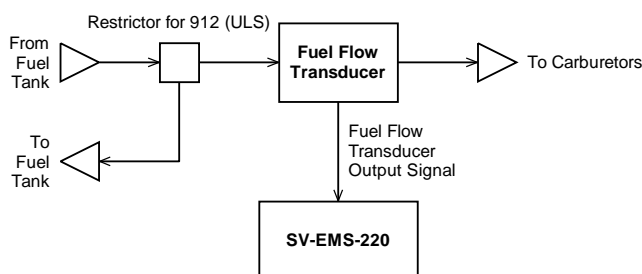 Restrictor for 912 (ULS)
From
Fuel
Tank
Fuel Flow
Transducer
To Carburetors
To
Fuel
Tank
Fuel Flow
Transducer
Output Signal
SV-EMS-220